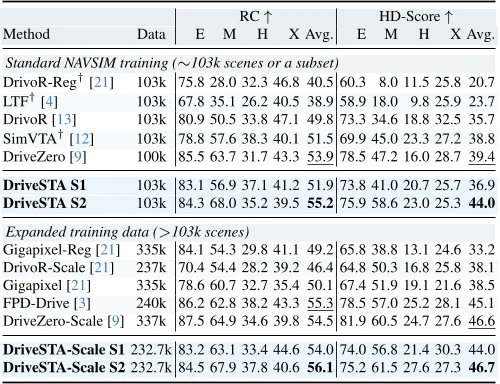 RC ↑ HD-Score ↑
Method Data E M H X Avg. E M H X Avg.
Standard NAVSIM training (∼103k scenes or a subset)
DrivoR-Reg† [21] 103k 75.8 28.0 32.3 46.8 40.5 60.3 8.0 11.5 25.8 20.7
LTF† [4] 103k 67.8 35.1 26.2 40.5 38.9 58.9 18.0 9.8 25.9 23.7
DrivoR [13] 103k 80.9 50.5 33.8 47.1 49.8 73.3 34.6 18.8 32.5 35.7
SimVTA† [12] 103k 78.8 57.6 38.3 40.1 51.5 69.9 45.0 23.3 27.2 38.8
DriveZero [9] 100k 85.5 63.7 31.7 43.3 53.9 78.5 47.2 16.0 28.7 39.4
DriveSTA S1 103k 83.1 56.9 37.1 41.2 51.9 73.8 41.0 20.7 25.7 36.9
DriveSTA S2 103k 84.3 68.0 35.2 39.5 55.2 75.9 58.6 23.0 25.3 44.0
Expanded training data (>103k scenes)
Gigapixel-Reg [21] 335k 84.1 54.3 29.8 41.1 49.2 65.8 38.8 13.1 24.6 33.2
DrivoR-Scale [21] 237k 70.4 54.4 28.2 39.2 46.4 64.8 50.3 16.8 25.8 38.1
Gigapixel [21] 335k 78.6 60.7 32.7 35.4 50.1 67.4 51.9 19.1 21.6 38.5
FPD-Drive [3] 240k 86.2 62.8 38.2 43.3 55.3 78.5 57.0 25.2 28.1 45.1
DriveZero-Scale [9] 337k 87.5 64.9 34.6 39.8 54.5 81.9 60.5 24.7 27.6 46.6
DriveSTA-Scale S1 232.7k 83.2 63.1 33.4 44.6 54.0 74.0 56.8 21.4 30.3 44.0
DriveSTA-Scale S2 232.7k 84.5 67.9 37.8 40.6 56.1 75.2 61.5 27.6 27.3 46.7